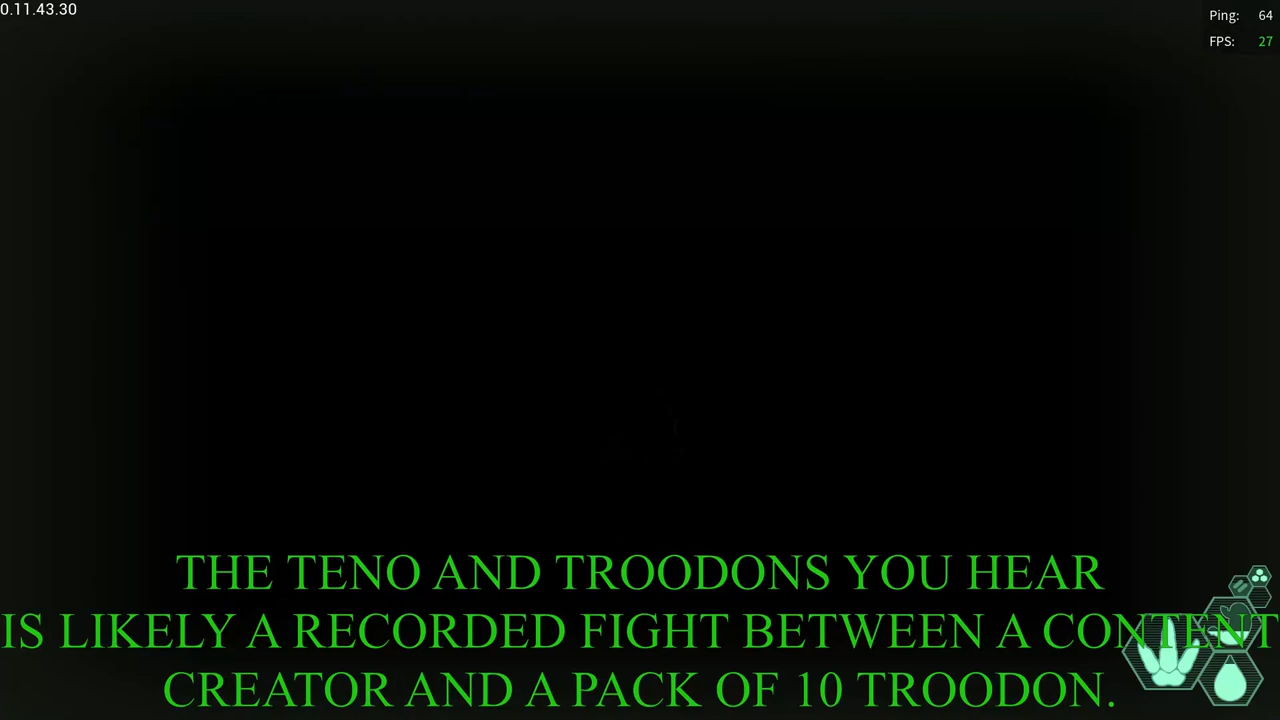 0.11.43.30
Ping: 64
FPS: 27
THE TENO AND TROODONS YOU HEAR
IS LIKELY A RECORDED FIGHT BETWEEN A CONTENT
CREATOR AND A PACK OF 10 TROODON.